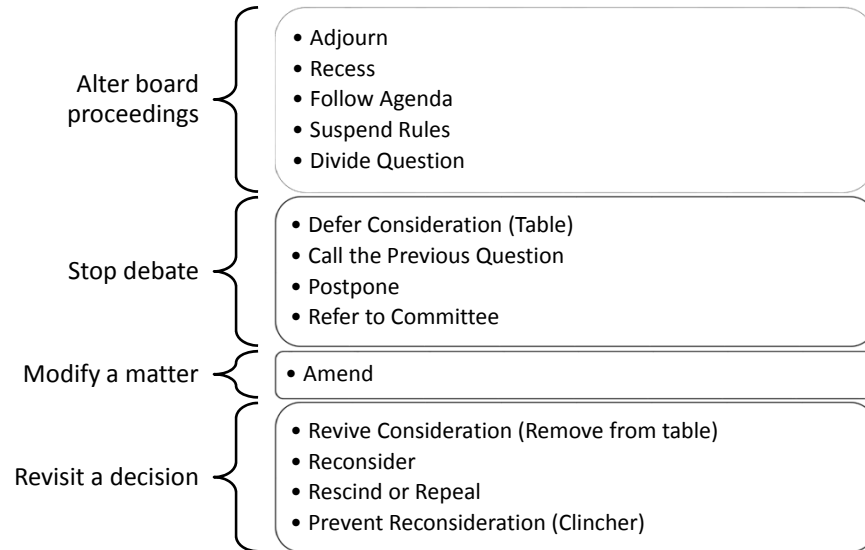 Alter board
proceedings
• Adjourn
• Recess
• Follow Agenda
• Suspend Rules
• Divide Question
Stop debate
• Defer Consideration (Table)
• Call the Previous Question
• Postpone
• Refer to Committee
Modify a matter
• Amend
Revisit a decision
• Revive Consideration (Remove from table)
• Reconsider
• Rescind or Repeal
• Prevent Reconsideration (Clincher)